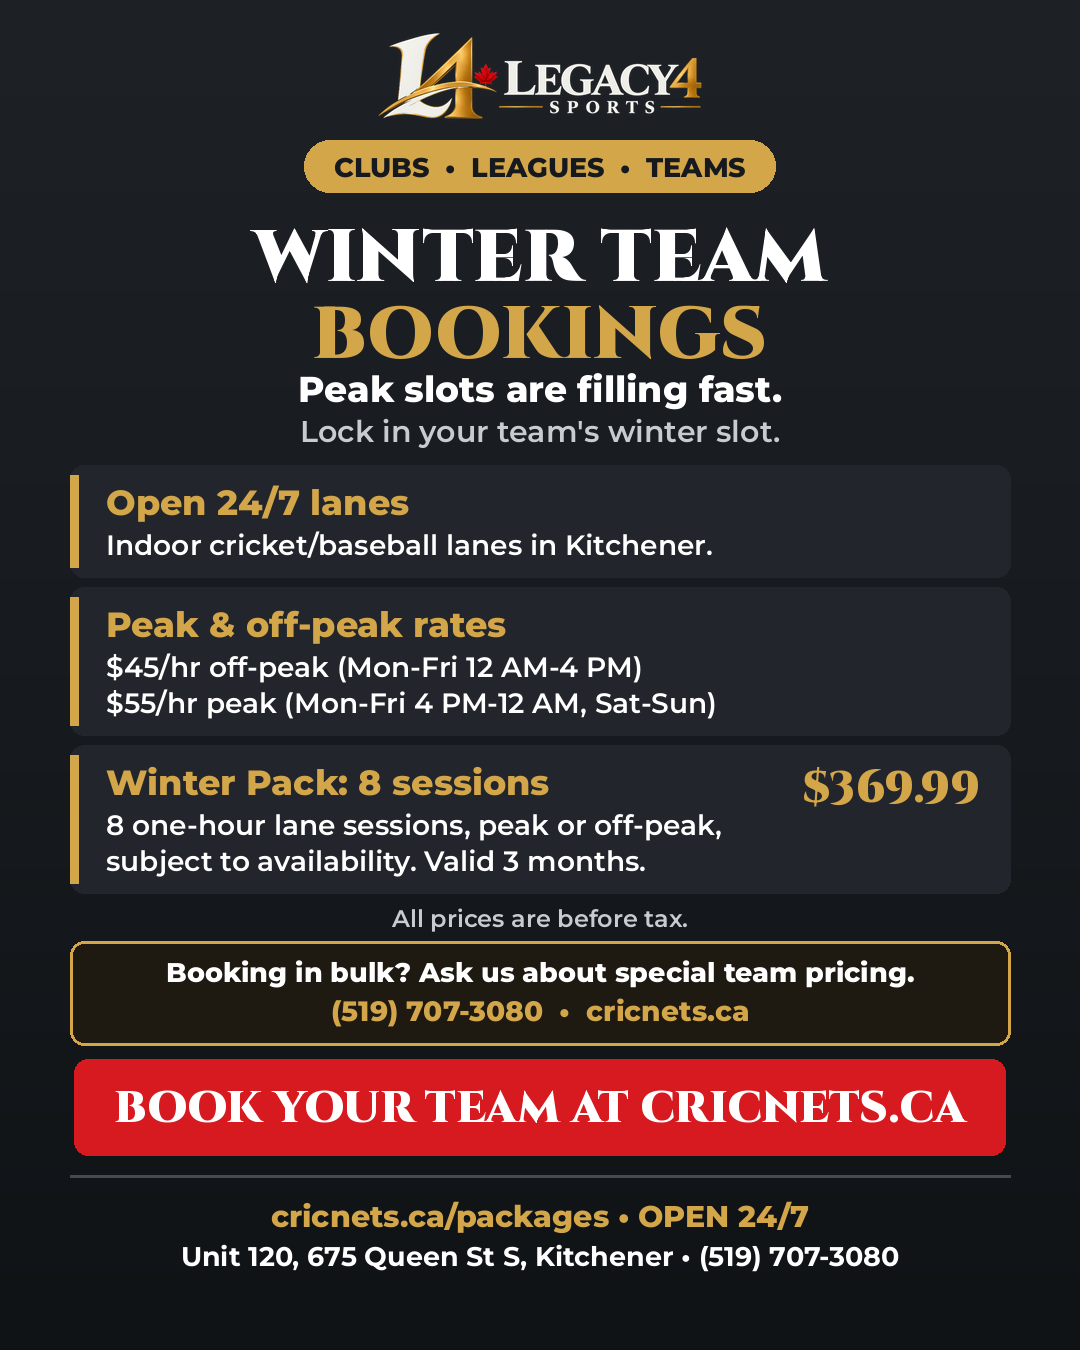 L4 LEGACY4
SPORTS
CLUBS • LEAGUES • TEAMS
WINTER TEAM
BOOKINGS
Peak slots are filling fast.
Lock in your team's winter slot.
Open 24/7 lanes
Indoor cricket/baseball lanes in Kitchener.
Peak & off-peak rates
$45/hr off-peak (Mon-Fri 12 AM-4 PM)
$55/hr peak (Mon-Fri 4 PM-12 AM, Sat-Sun)
Winter Pack: 8 sessions $369.99
8 one-hour lane sessions, peak or off-peak,
subject to availability. Valid 3 months.
All prices are before tax.
Booking in bulk? Ask us about special team pricing.
(519) 707-3080 • cricnets.ca
BOOK YOUR TEAM AT CRICNETS.CA
cricnets.ca/packages • OPEN 24/7
Unit 120, 675 Queen St S, Kitchener • (519) 707-3080